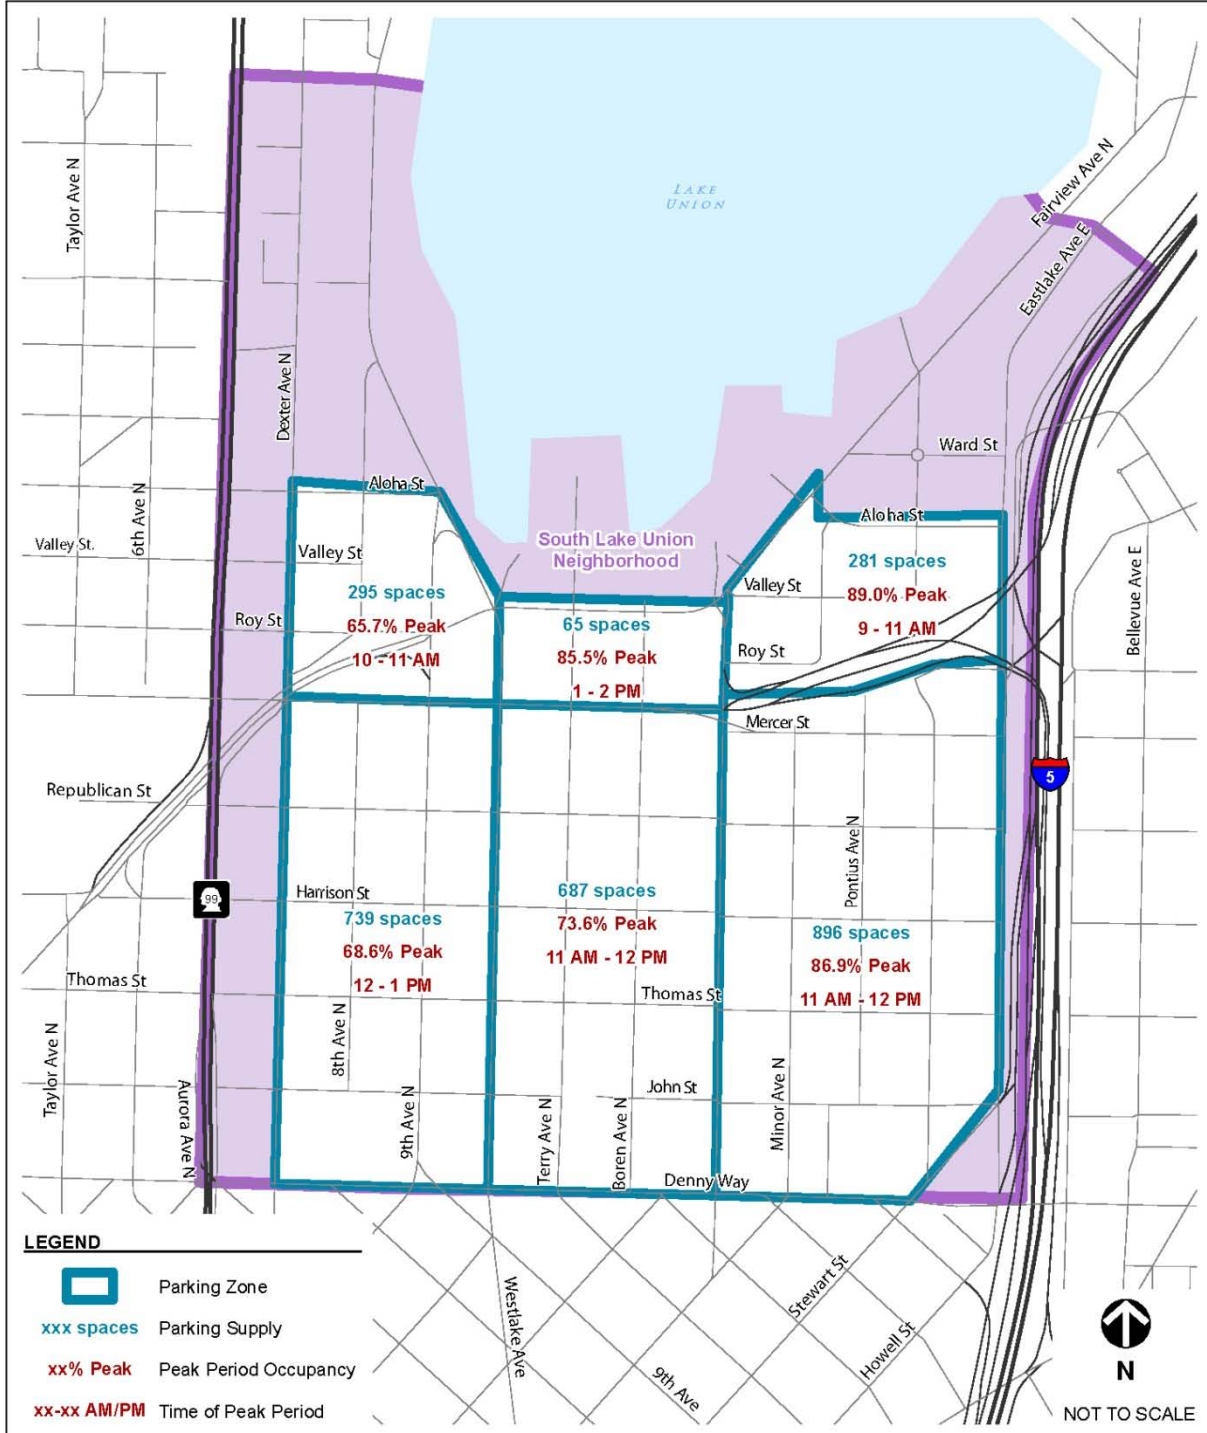 LAKE
UNION
Fairview Ave N
Eastlake Ave E
Taylor Ave N
Dexter Ave N
Ward St
Aloha St
Aloha St
6th Ave N
Valley St.
Valley St
South Lake Union
Neighborhood
295 spaces
65.7% Peak
10 - 11 AM
Roy St
65 spaces
85.5% Peak
1 - 2 PM
281 spaces
89.0% Peak
9 - 11 AM
Valley St
Roy St
Bellevue Ave E
Mercer St
Republican St
5
Pontius Ave N
99
Harrison St
739 spaces
68.6% Peak
12 - 1 PM
687 spaces
73.6% Peak
11 AM - 12 PM
896 spaces
86.9% Peak
11 AM - 12 PM
Thomas St
Thomas St
Taylor Ave N
Aurora Ave N
8th Ave N
9th Ave N
Terry Ave N
Boren Ave N
John St
Minor Ave N
Denny Way
LEGEND
Parking Zone
xxx spaces Parking Supply
xx% Peak Peak Period Occupancy
xx-xx AM/PM Time of Peak Period
Westlake Ave
9th Ave
Stewart St
Howell St
N
NOT TO SCALE